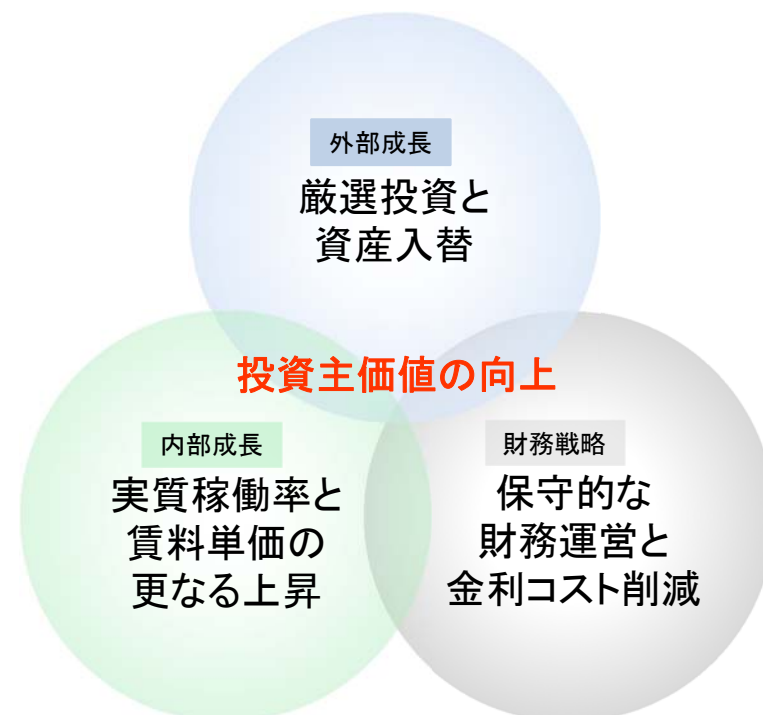 外部成長
厳選投資と
資産入替
投資主価値の向上
内部成長
実質稼働率と
賃料単価の
更なる上昇
財務戦略
保守的な
財務運営と
金利コスト削減